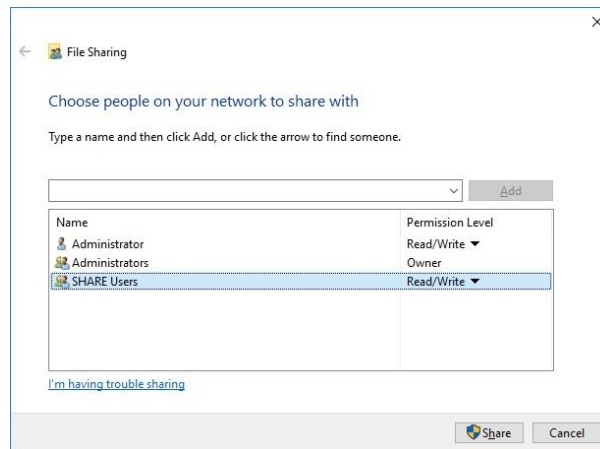 File Sharing
Choose people on your network to share with
Type a name and then click Add, or click the arrow to find someone.
Add
Name Permission Level
Administrator Read/Write
Administrators Owner
SHARE Users Read/Write
I'm having trouble sharing
Share Cancel